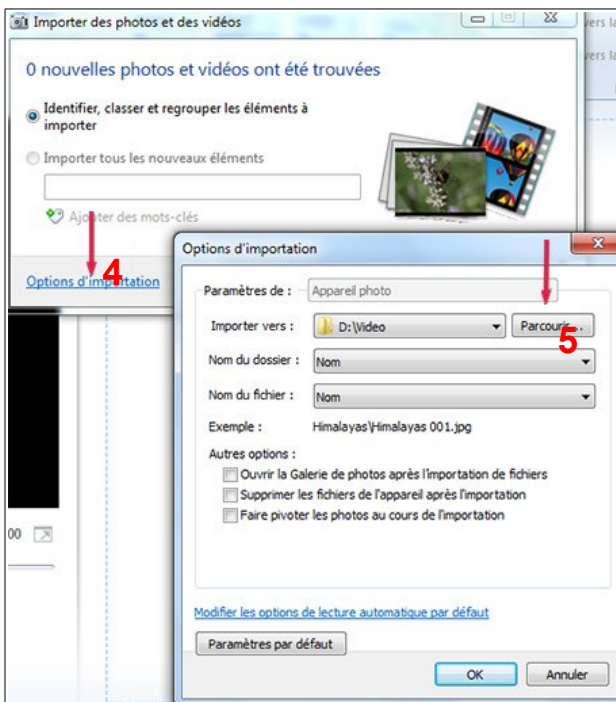 Importer des photos et des vidéos
vers la
vers la
0 nouvelles photos et vidéos ont été trouvées
Identifier, classer et regrouper les éléments à
importer
Importer tous les nouveaux éléments
Ajouter des mots-clés
4
Options d'importation
Options d'importation
Paramètres de :
Appareil photo
Importer vers :
D:\Video
Parcourir...
5
Nom du dossier :
Nom
Nom du fichier :
Nom
Exemple :
Himalayas\Himalayas 001.jpg
Autres options :
Ouvrir la Galerie de photos après l'importation de fichiers
Supprimer les fichiers de l'appareil après l'importation
Faire pivoter les photos au cours de l'importation
00
Modifier les options de lecture automatique par défaut
Paramètres par défaut
OK
Annuler